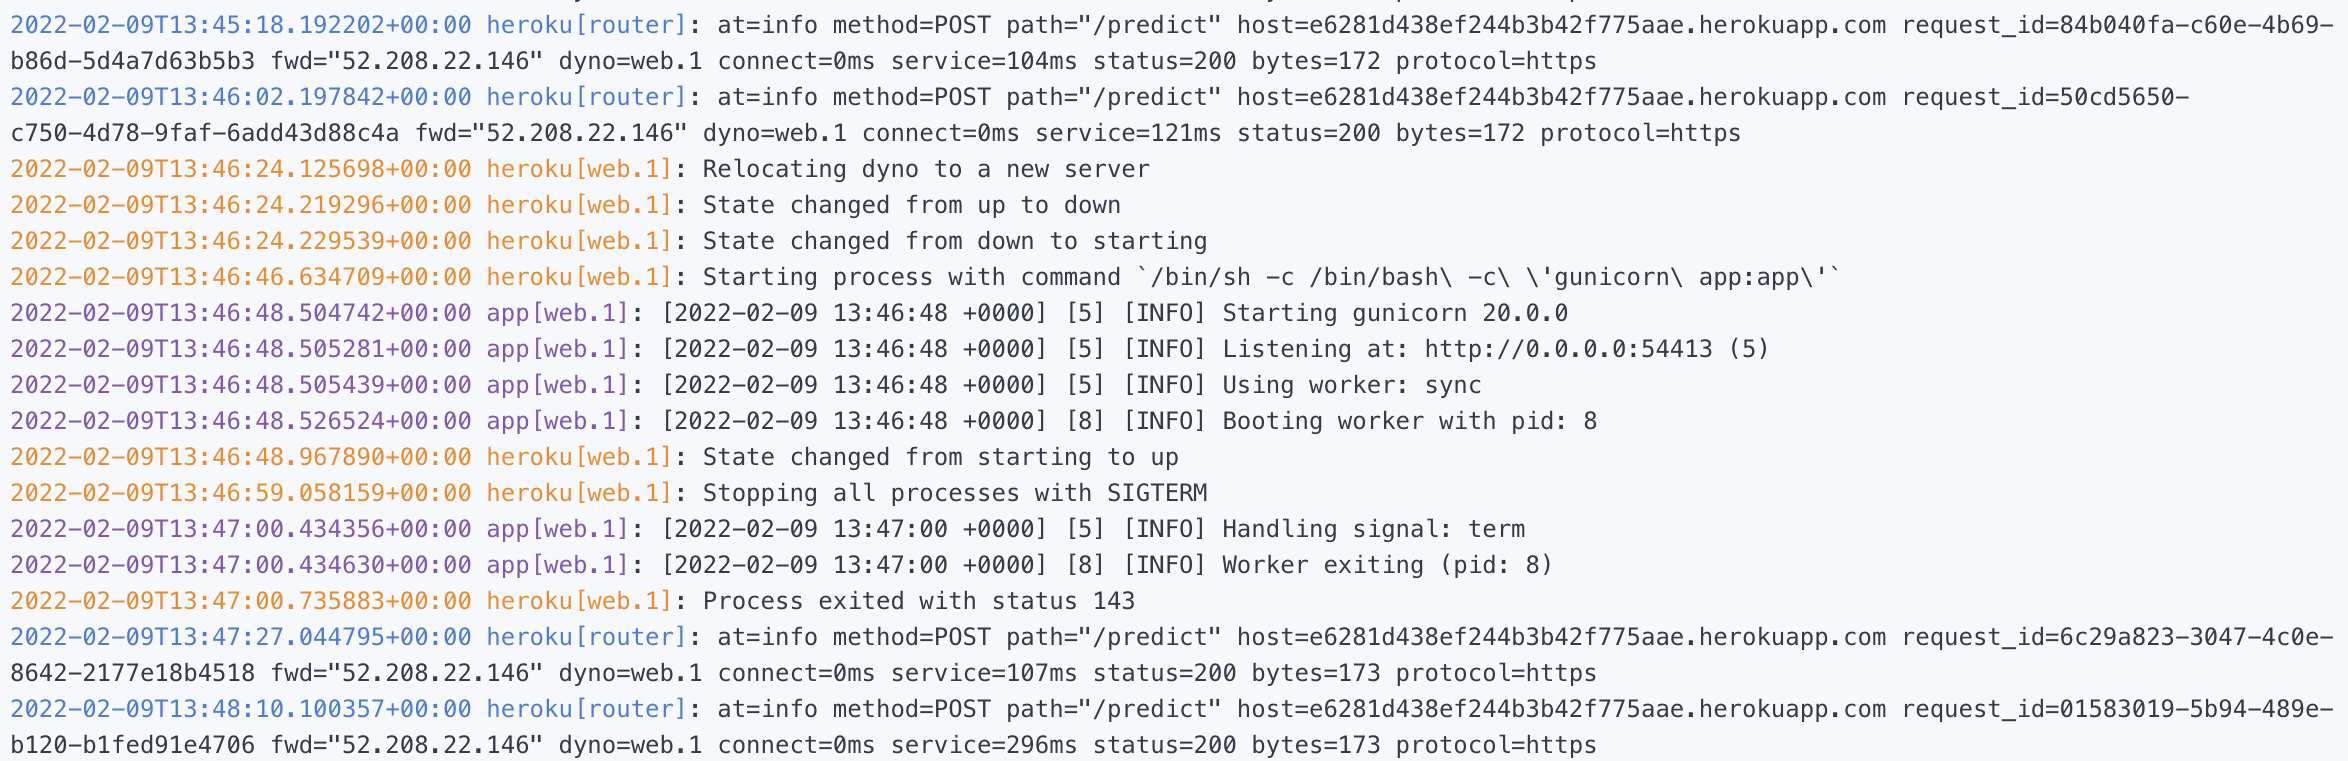 2022-02-09T13:45:18.192202+00:00 heroku[router]: at=info method=POST path="/predict" host=e6281d438ef244b3b42f775aae.herokuapp.com request_id=84b040fa-c60e-4b69-
b86d-5d4a7d63b5b3 fwd="52.208.22.146" dyno=web.1 connect=0ms service=104ms status=200 bytes=172 protocol=https
2022-02-09T13:46:02.197842+00:00 heroku[router]: at=info method=POST path="/predict" host=e6281d438ef244b3b42f775aae.herokuapp.com request_id=50cd5650-
c750-4d78-9faf-6add43d88c4a fwd="52.208.22.146" dyno=web.1 connect=0ms service=121ms status=200 bytes=172 protocol=https
2022-02-09T13:46:24.125698+00:00 heroku[web.1]: Relocating dyno to a new server
2022-02-09T13:46:24.219296+00:00 heroku[web.1]: State changed from up to down
2022-02-09T13:46:24.229539+00:00 heroku[web.1]: State changed from down to starting
2022-02-09T13:46:46.634709+00:00 heroku[web.1]: Starting process with command `/bin/sh -c /bin/bash\ -c\ \'gunicorn\ app:app\'`
2022-02-09T13:46:48.504742+00:00 app[web.1]: [2022-02-09 13:46:48 +0000] [5] [INFO] Starting gunicorn 20.0.0
2022-02-09T13:46:48.505281+00:00 app[web.1]: [2022-02-09 13:46:48 +0000] [5] [INFO] Listening at: http://0.0.0.0:54413 (5)
2022-02-09T13:46:48.505439+00:00 app[web.1]: [2022-02-09 13:46:48 +0000] [5] [INFO] Using worker: sync
2022-02-09T13:46:48.526524+00:00 app[web.1]: [2022-02-09 13:46:48 +0000] [8] [INFO] Booting worker with pid: 8
2022-02-09T13:46:48.967890+00:00 heroku[web.1]: State changed from starting to up
2022-02-09T13:46:59.058159+00:00 heroku[web.1]: Stopping all processes with SIGTERM
2022-02-09T13:47:00.434356+00:00 app[web.1]: [2022-02-09 13:47:00 +0000] [5] [INFO] Handling signal: term
2022-02-09T13:47:00.434630+00:00 app[web.1]: [2022-02-09 13:47:00 +0000] [8] [INFO] Worker exiting (pid: 8)
2022-02-09T13:47:00.735883+00:00 heroku[web.1]: Process exited with status 143
2022-02-09T13:47:27.044795+00:00 heroku[router]: at=info method=POST path="/predict" host=e6281d438ef244b3b42f775aae.herokuapp.com request_id=6c29a823-3047-4c0e-
8642-2177e18b4518 fwd="52.208.22.146" dyno=web.1 connect=0ms service=107ms status=200 bytes=173 protocol=https
2022-02-09T13:48:10.100357+00:00 heroku[router]: at=info method=POST path="/predict" host=e6281d438ef244b3b42f775aae.herokuapp.com request_id=01583019-5b94-489e-
b120-b1fed91e4706 fwd="52.208.22.146" dyno=web.1 connect=0ms service=296ms status=200 bytes=173 protocol=https